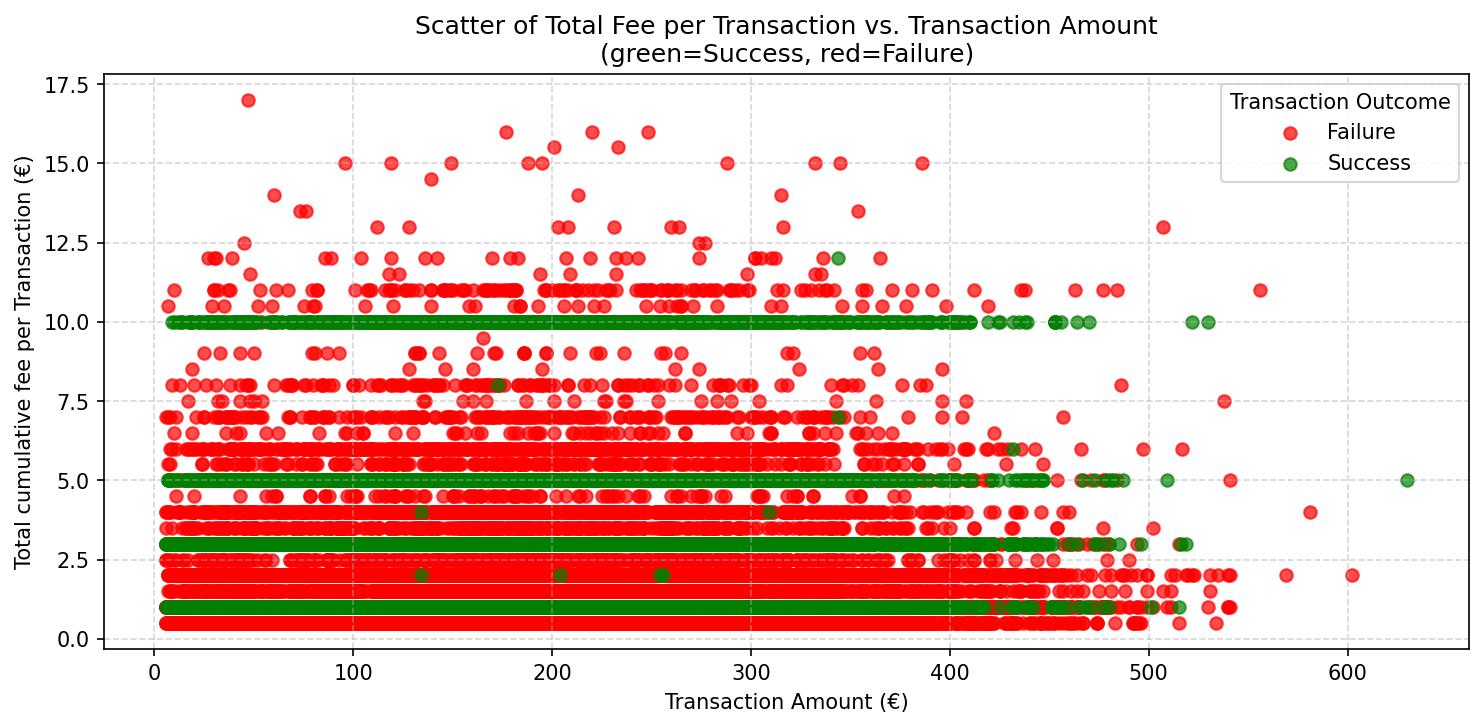 Scatter of Total Fee per Transaction vs. Transaction Amount
(green=Success, red=Failure)
Total cumulative fee per Transaction (€)
17.5
15.0
12.5
10.0
7.5
5.0
2.5
0.0
Transaction Outcome
Failure
Success
0 100 200 300 400 500 600
Transaction Amount (€)